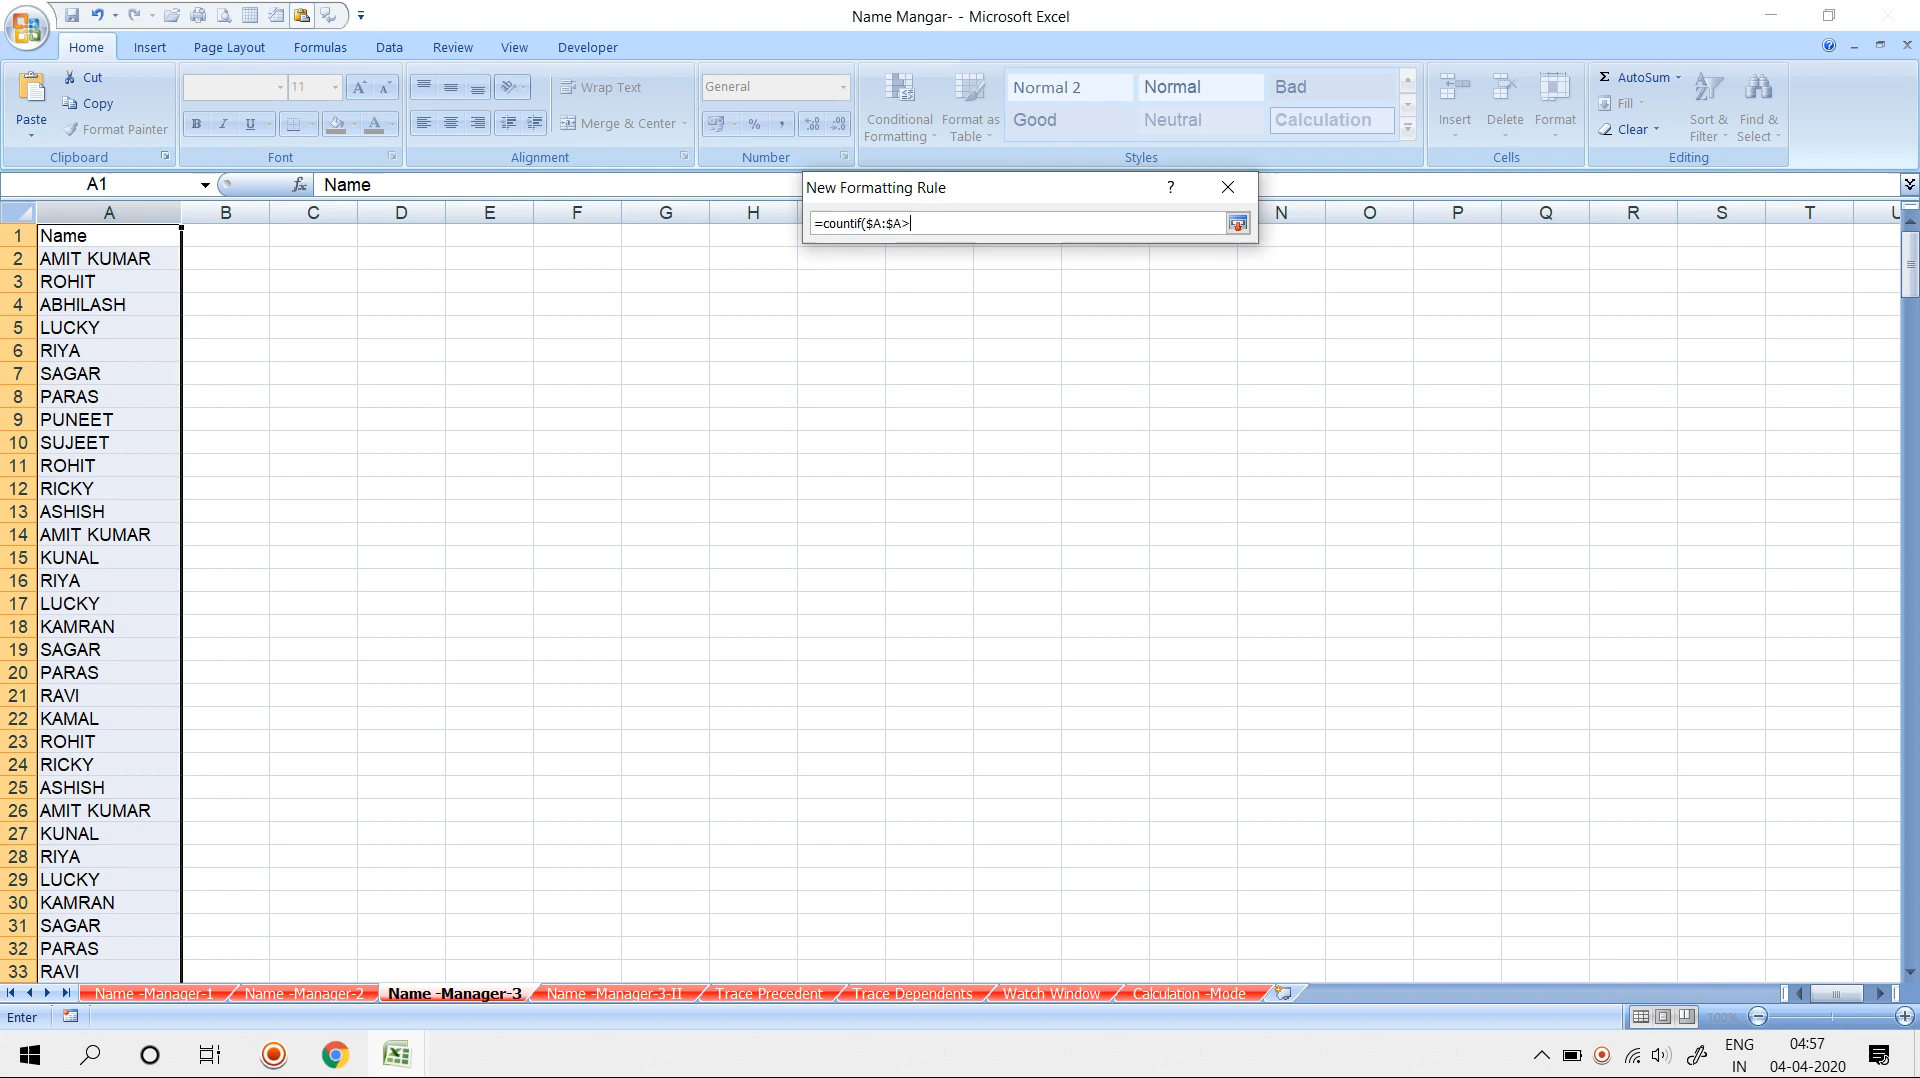 Name Mangar- - Microsoft Excel
Home Insert Page Layout Formulas Data Review View Developer
Paste
Cut
Copy
Format Painter
Clipboard
11
B I U
Font
Wrap Text
Merge & Center
Alignment
General
%
Number
Conditional Formatting
Format as Table
Normal 2 Normal Bad
Good Neutral Calculation
Styles
Insert Delete Format
Cells
AutoSum
Fill
Clear
Sort & Filter
Find & Select
Editing
A1 fx Name
New Formatting Rule ?
=countif($A:$A>
A B C D E F G H N O P Q R S T U
1 Name
2 AMIT KUMAR
3 ROHIT
4 ABHILASH
5 LUCKY
6 RIYA
7 SAGAR
8 PARAS
9 PUNEET
10 SUJEET
11 ROHIT
12 RICKY
13 ASHISH
14 AMIT KUMAR
15 KUNAL
16 RIYA
17 LUCKY
18 KAMRAN
19 SAGAR
20 PARAS
21 RAVI
22 KAMAL
23 ROHIT
24 RICKY
25 ASHISH
26 AMIT KUMAR
27 KUNAL
28 RIYA
29 LUCKY
30 KAMRAN
31 SAGAR
32 PARAS
33 RAVI
Name -Manager-1 Name -Manager-2 Name -Manager-3 Name -Manager-3-II Trace Precedent Trace Dependents Watch Window Calculation -Mode
Enter 100%
ENG
IN
04:57
04-04-2020